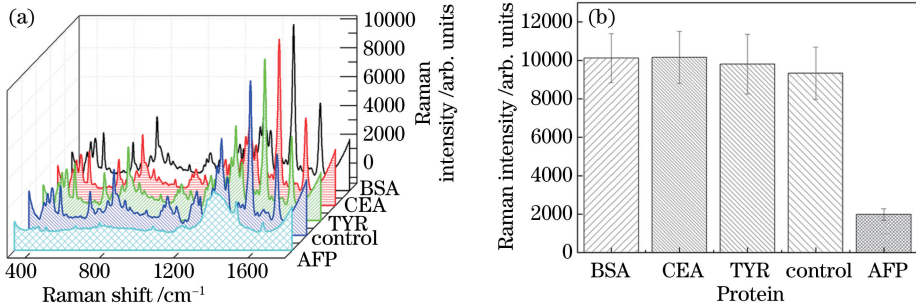 (a)
10000
8000
6000
4000
2000
0
Raman
intensity /arb. units
BSA
CEA
TYR
control
AFP
400
800
1200
1600
Raman shift /cm⁻¹
(b)
12000
10000
8000
6000
4000
2000
0
Raman intensity /arb. units
BSA
CEA
TYR
control
AFP
Protein